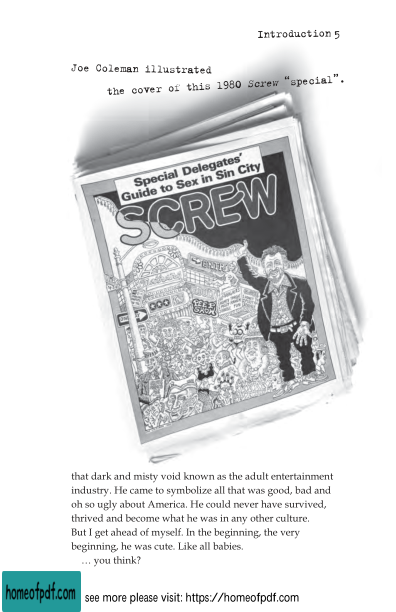 Introduction 5
Joe Coleman illustrated
the cover of this 1980 Screw “special”.
Special Delegates’
Guide to Sex in Sin City
SCREW
that dark and misty void known as the adult entertainment
industry. He came to symbolize all that was good, bad and
oh so ugly about America. He could never have survived,
thrived and become what he was in any other culture.
But I get ahead of myself. In the beginning, the very
beginning, he was cute. Like all babies.
… you think?
homeofpdf.com
see more please visit: https://homeofpdf.com